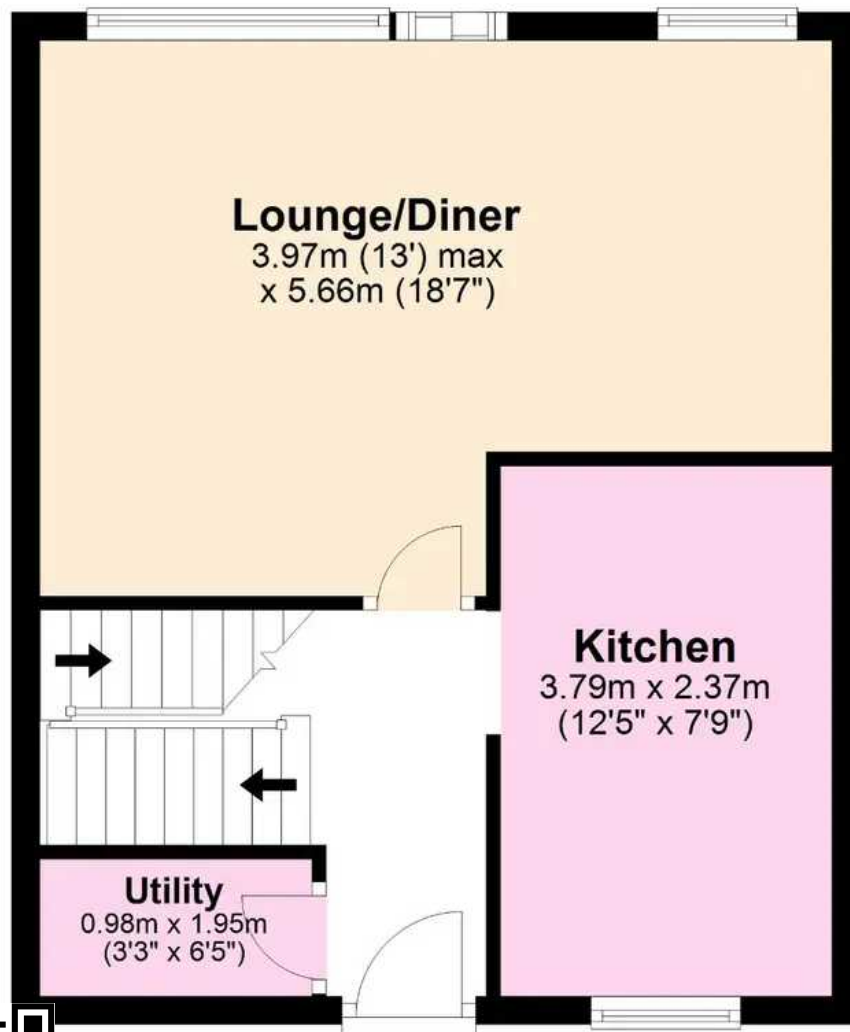 Lounge/Diner
3.97m (13') max
x 5.66m (18'7")
Kitchen
3.79m x 2.37m
(12'5" x 7'9")
Utility
0.98m x 1.95m
(3'3" x 6'5")